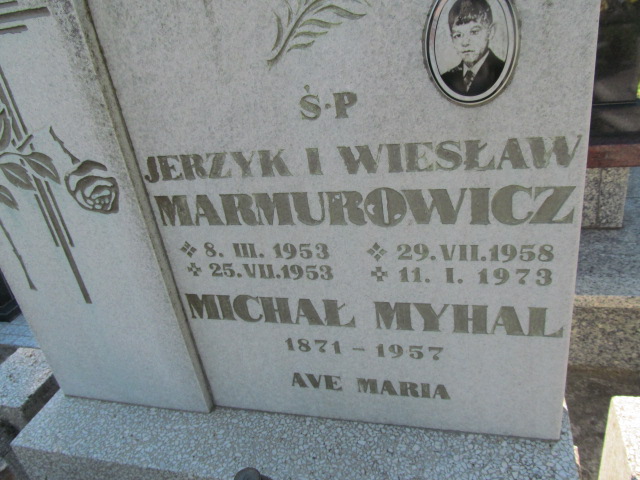 Ś.P
JERZYK I WIESŁAW
MARMUROWICZ
8. III. 1953 29.VII.1958
25.VII.1953 11. I. 1973
MICHAŁ MYHAL
1871 - 1957
AVE MARIA